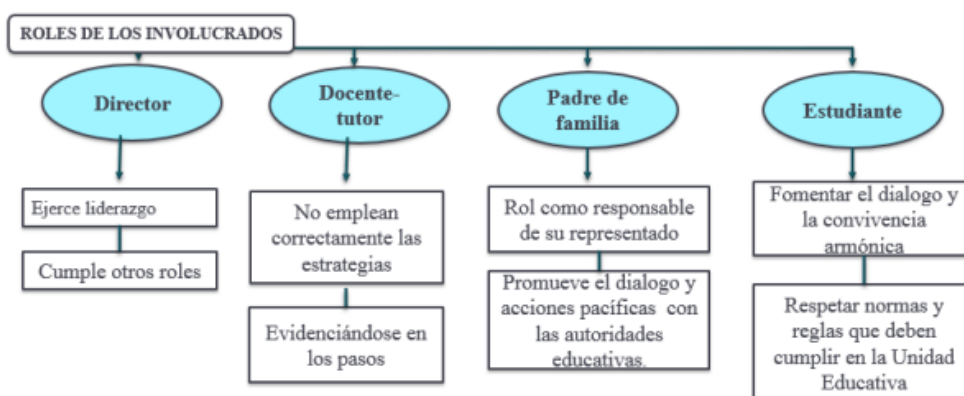 ROLES DE LOS INVOLUCRADOS
Director
Docente-
tutor
Padre de
familia
Estudiante
Ejerce liderazgo
Cumple otros roles
No emplean
correctamente las
estrategias
Evidenciándose en
los pasos
Rol como responsable
de su representado
Promueve el dialogo y
acciones pacíficas con
las autoridades
educativas.
Fomentar el dialogo y
la convivencia
armónica
Respetar normas y
reglas que deben
cumplir en la Unidad
Educativa